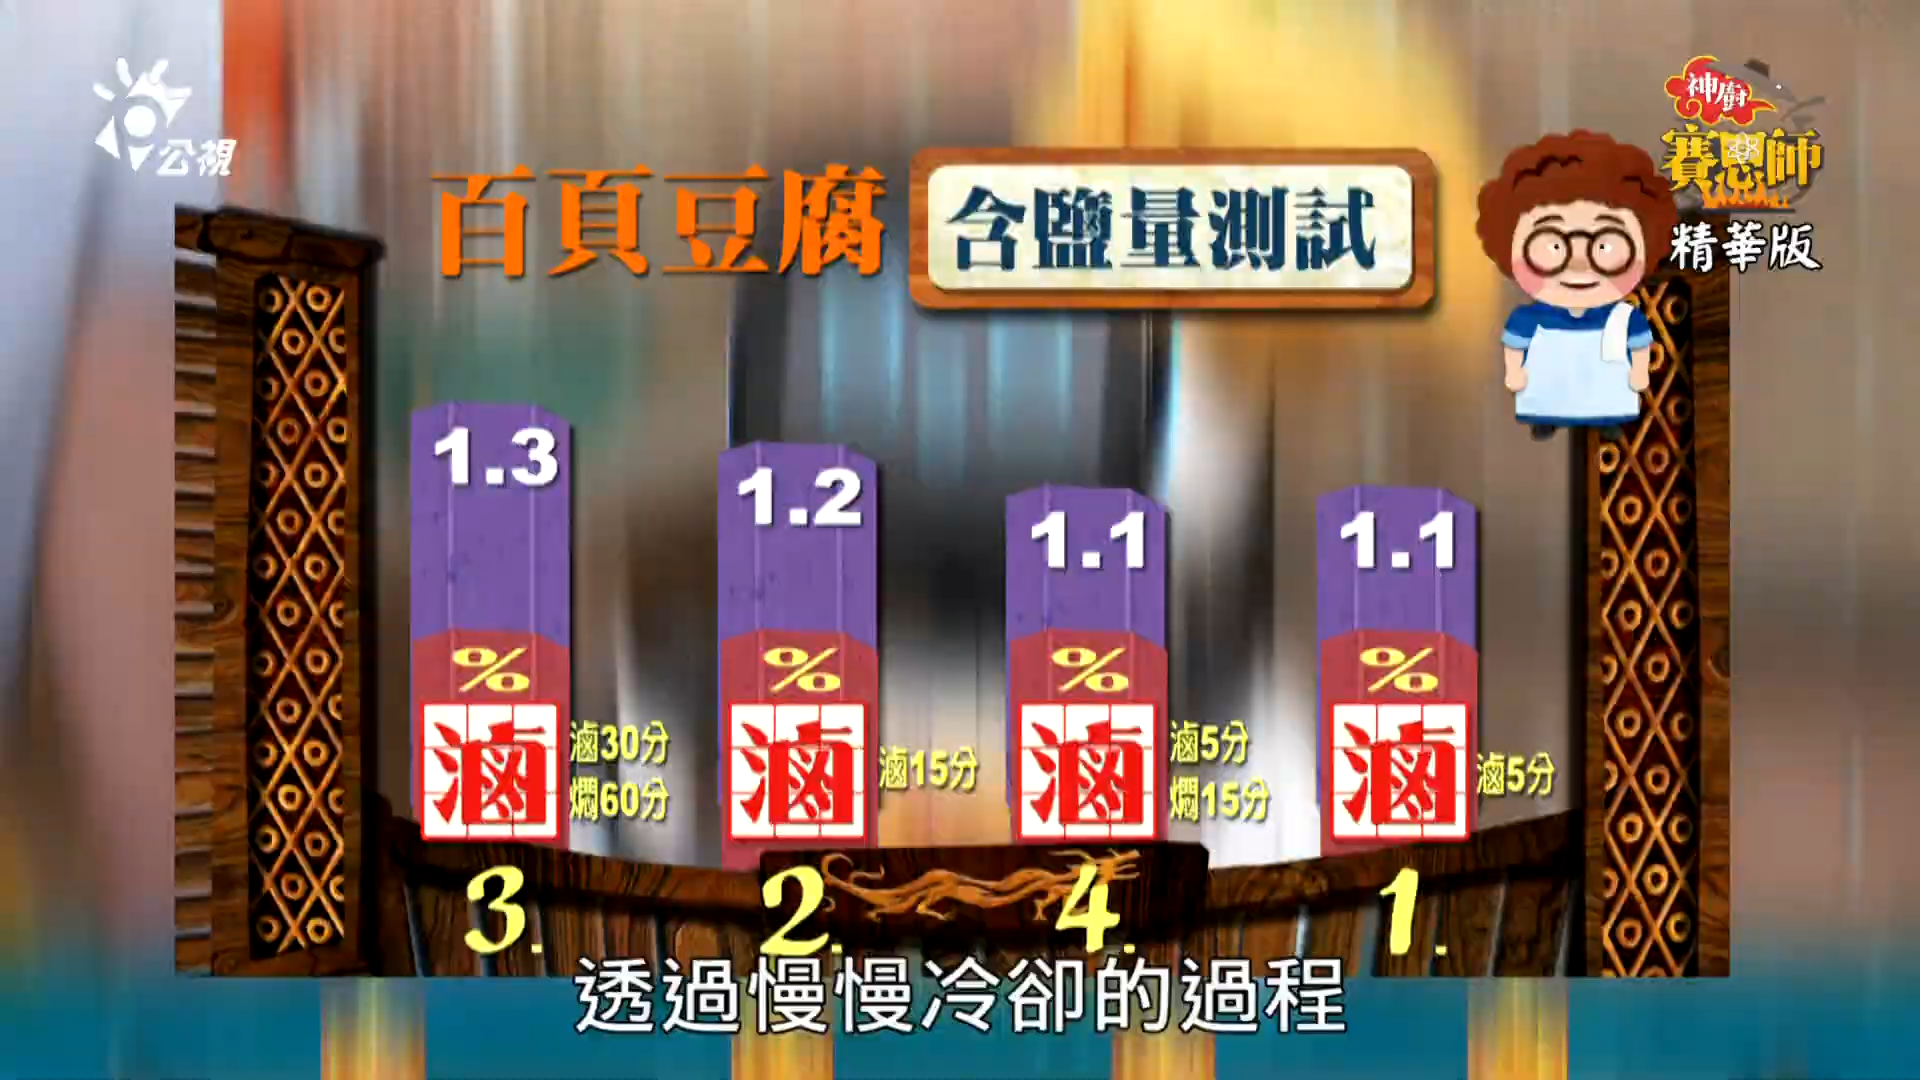 公視
神廚
賽恩師
精華版
百頁豆腐 含鹽量測試
1.3 1.2 1.1 1.1
% % % %
滷 滷30分 燜60分
滷 滷15分
滷 滷5分 燜15分
滷 滷5分
3. 2. 4. 1.
透過慢慢冷卻的過程